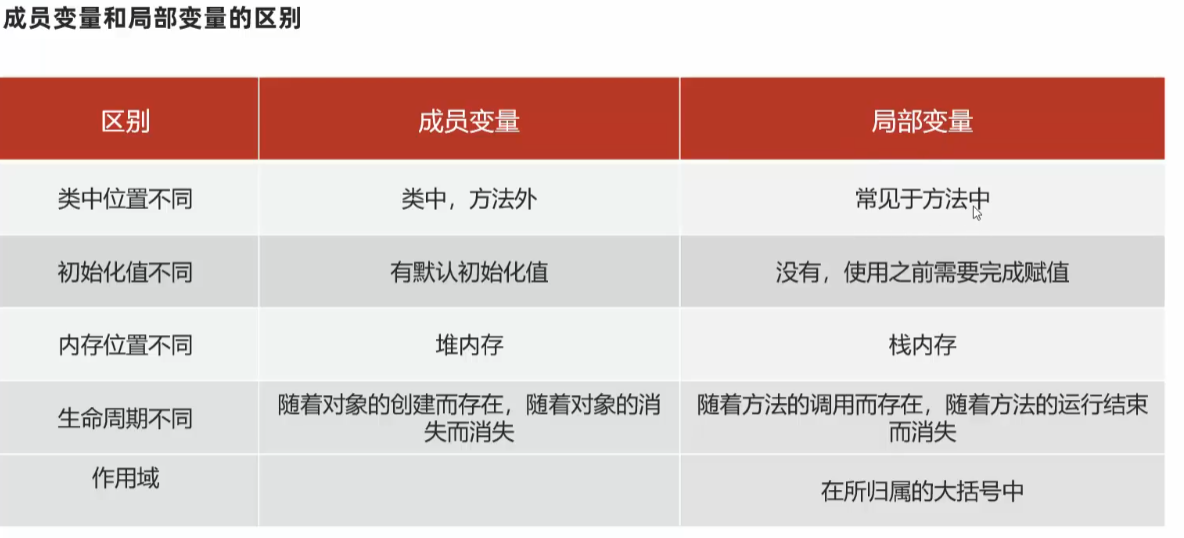 成员变量和局部变量的区别
区别 成员变量 局部变量
类中位置不同 类中，方法外 常见于方法中
初始化值不同 有默认初始化值 没有，使用之前需要完成赋值
内存位置不同 堆内存 栈内存
生命周期不同
随着对象的创建而存在，随着对象的消
失而消失
随着方法的调用而存在，随着方法的运行结束
而消失
作用域
在所归属的大括号中